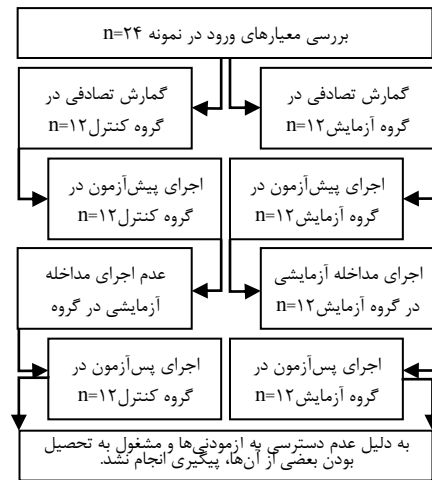 بررسی معیارهای ورود در نمونه n=۲۴
گمارش تصادفی در
گروه آزمایش n=۱۲
گمارش تصادفی در
گروه کنترل n=۱۲
اجرای پیش‌آزمون در
گروه آزمایش n=۱۲
اجرای پیش‌آزمون در
گروه کنترل n=۱۲
اجرای مداخله آزمایشی
در گروه آزمایش n=۱۲
عدم اجرای مداخله
آزمایشی در گروه
اجرای پس‌آزمون در
گروه آزمایش n=۱۲
اجرای پس‌آزمون در
گروه کنترل n=۱۲
به دلیل عدم دسترسی به ازمودنی‌ها و مشغول به تحصیل
بودن بعضی از آن‌ها، پیگیری انجام نشد.